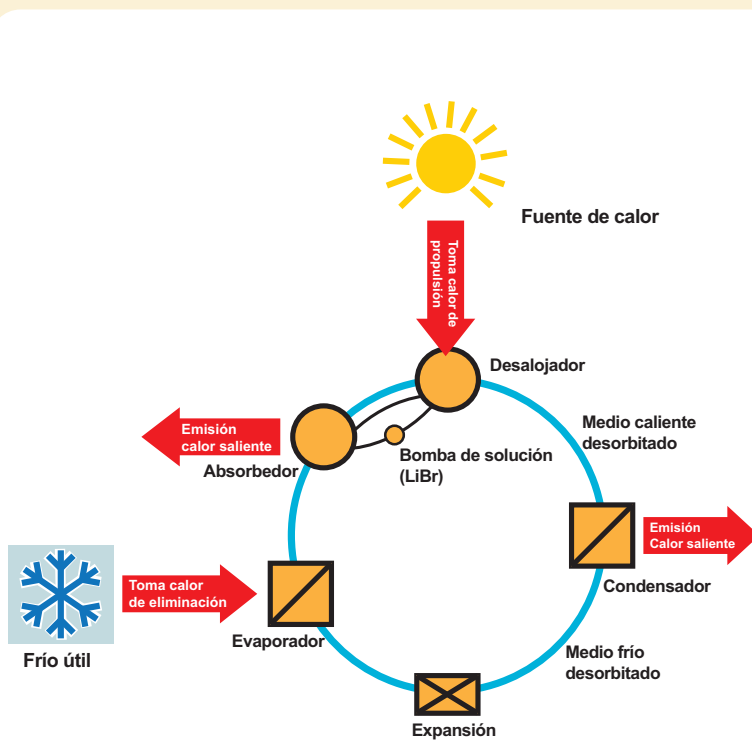 Fuente de calor
Toma calor de
propulsión
Desalojador
Medio caliente
desorbitado
Emisión
calor saliente
Absorbedor
Bomba de solución
(LiBr)
Emisión
Calor saliente
Condensador
Toma calor
de eliminación
Frío útil
Evaporador
Medio frío
desorbitado
Expansión